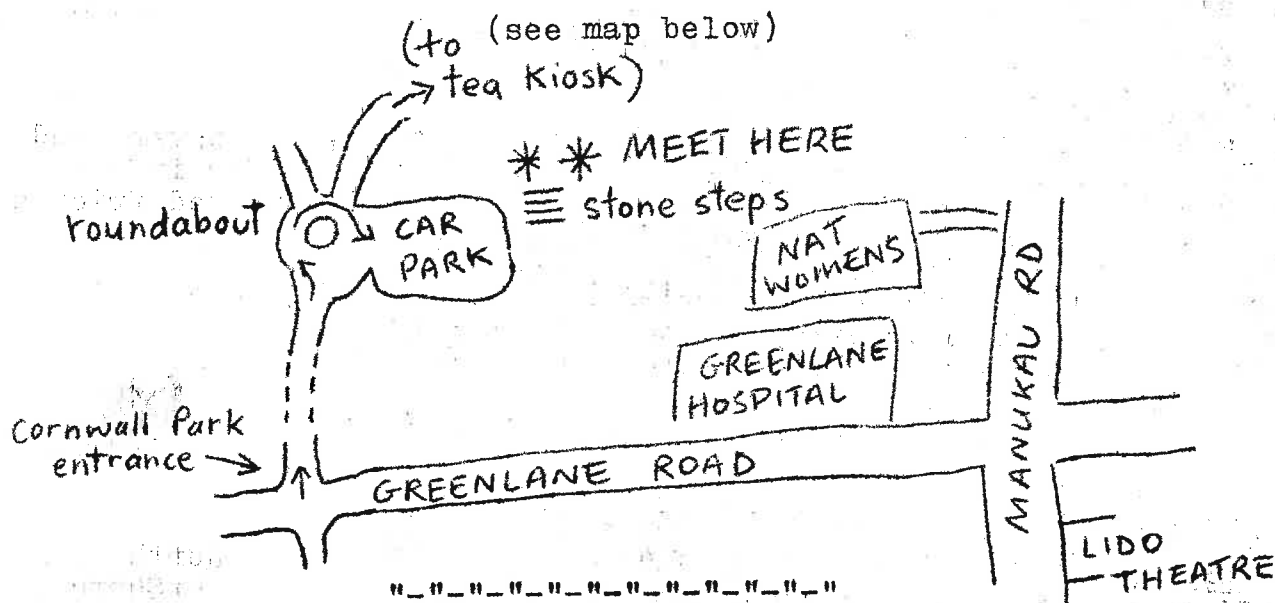 (to (see map below)
tea Kiosk)
** MEET HERE
stone steps
roundabout
CAR
PARK
NAT
WOMENS
MANUKAU RD
GREENLANE
HOSPITAL
Cornwall Park
entrance
GREENLANE ROAD
LIDO
THEATRE
"_"_"_"_"_"_"_"_"_"_"